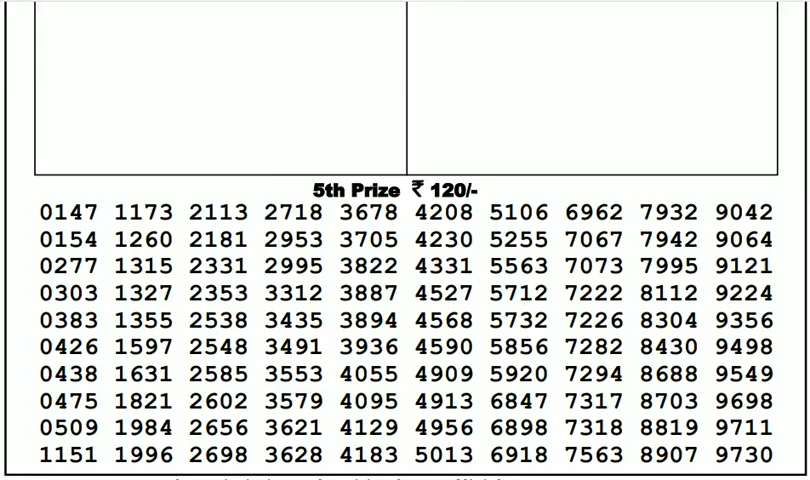 5th Prize ₹ 120/-
0147 1173 2113 2718 3678 4208 5106 6962 7932 9042
0154 1260 2181 2953 3705 4230 5255 7067 7942 9064
0277 1315 2331 2995 3822 4331 5563 7073 7995 9121
0303 1327 2353 3312 3887 4527 5712 7222 8112 9224
0383 1355 2538 3435 3894 4568 5732 7226 8304 9356
0426 1597 2548 3491 3936 4590 5856 7282 8430 9498
0438 1631 2585 3553 4055 4909 5920 7294 8688 9549
0475 1821 2602 3579 4095 4913 6847 7317 8703 9698
0509 1984 2656 3621 4129 4956 6898 7318 8819 9711
1151 1996 2698 3628 4183 5013 6918 7563 8907 9730